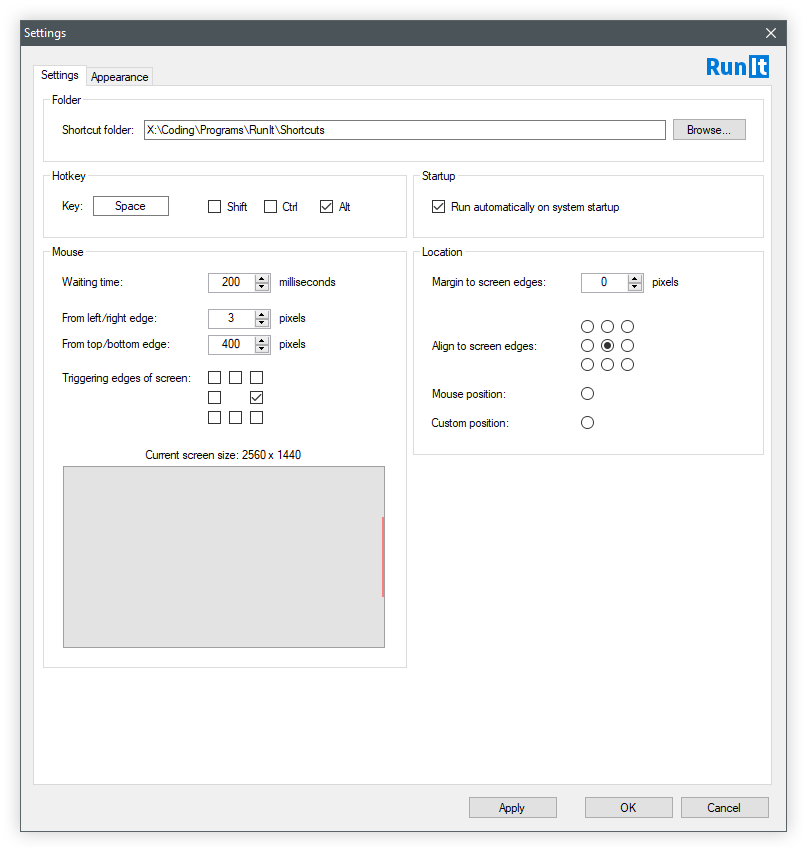 Settings
RunIt
Settings Appearance
Folder
Shortcut folder: X:\Coding\Programs\RunIt\Shortcuts Browse...
Hotkey
Key: Space Shift Ctrl Alt
Startup
Run automatically on system startup
Mouse
Waiting time: 200 milliseconds
From left/right edge: 3 pixels
From top/bottom edge: 400 pixels
Triggering edges of screen:
Current screen size: 2560 x 1440
Location
Margin to screen edges: 0 pixels
Align to screen edges:
Mouse position:
Custom position:
Apply OK Cancel